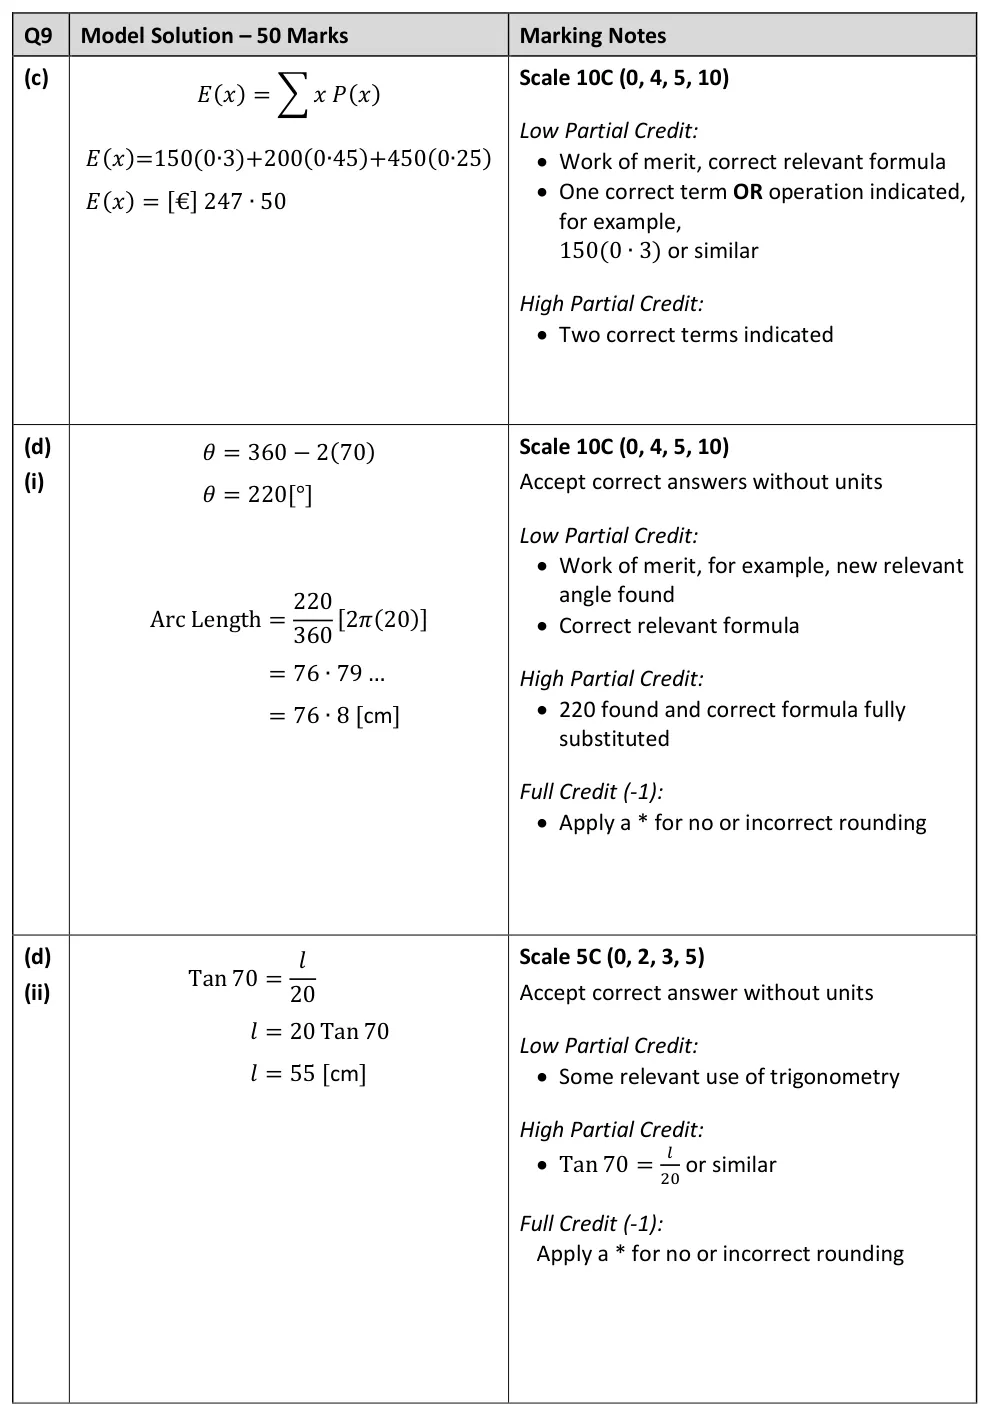 Q9 Model Solution – 50 Marks Marking Notes
(c)
E(x) = ∑ x P(x)
E(x)=150(0·3)+200(0·45)+450(0·25)
E(x) = [€] 247 · 50
Scale 10C (0, 4, 5, 10)
Low Partial Credit:
• Work of merit, correct relevant formula
• One correct term OR operation indicated,
for example,
150(0 · 3) or similar
High Partial Credit:
• Two correct terms indicated
(d)
(i)
θ = 360 − 2(70)
θ = 220[°]
Arc Length = 220/360 [2π(20)]
= 76 · 79 ...
= 76 · 8 [cm]
Scale 10C (0, 4, 5, 10)
Accept correct answers without units
Low Partial Credit:
• Work of merit, for example, new relevant
angle found
• Correct relevant formula
High Partial Credit:
• 220 found and correct formula fully
substituted
Full Credit (-1):
• Apply a * for no or incorrect rounding
(d)
(ii)
Tan 70 = l/20
l = 20 Tan 70
l = 55 [cm]
Scale 5C (0, 2, 3, 5)
Accept correct answer without units
Low Partial Credit:
• Some relevant use of trigonometry
High Partial Credit:
• Tan 70 = l/20 or similar
Full Credit (-1):
Apply a * for no or incorrect rounding